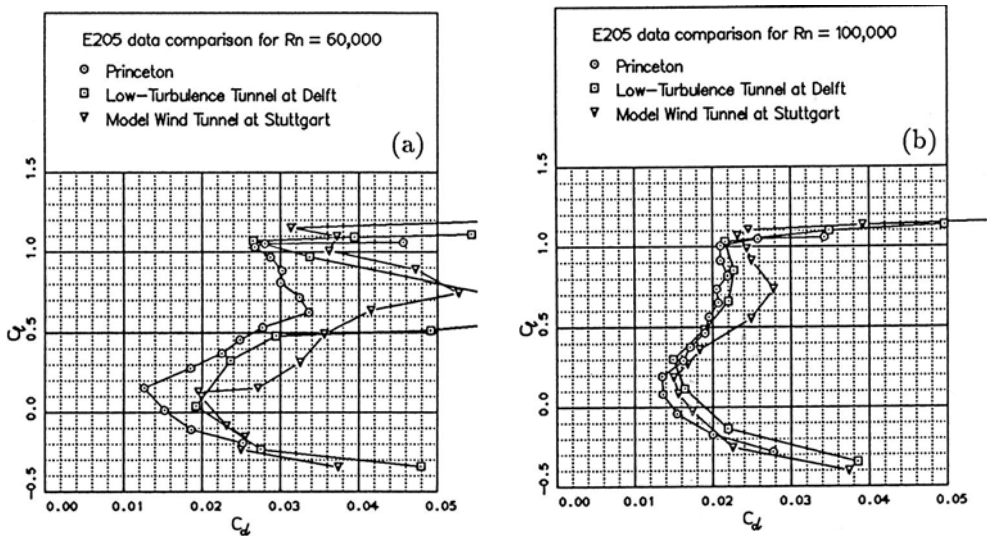 E205 data comparison for Rn = 60,000
Princeton
Low-Turbulence Tunnel at Delft
Model Wind Tunnel at Stuttgart
(a)
1.5
1.0
0.5
0.0
-0.5
Cℓ
0.00 0.01 0.02 0.03 0.04 0.05
Cd
E205 data comparison for Rn = 100,000
Princeton
Low-Turbulence Tunnel at Delft
Model Wind Tunnel at Stuttgart
(b)
1.5
1.0
0.5
0.0
-0.5
Cℓ
0.00 0.01 0.02 0.03 0.04 0.05
Cd